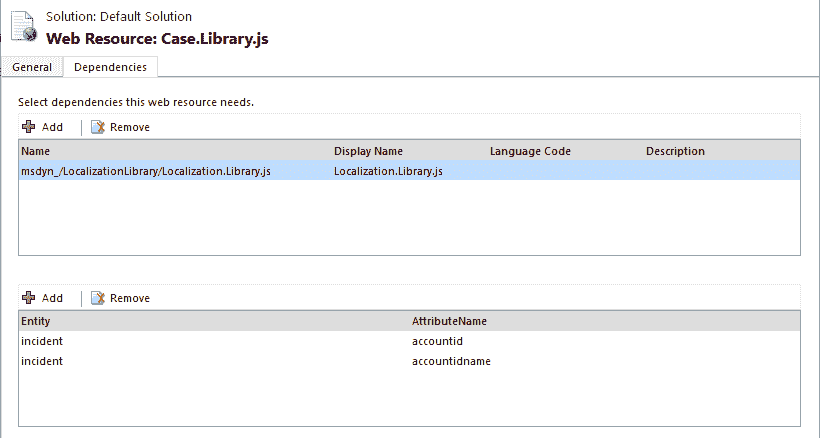 Solution: Default Solution
Web Resource: Case.Library.js
General Dependencies
Select dependencies this web resource needs.
Add Remove
Name Display Name Language Code Description
msdyn_/LocalizationLibrary/Localization.Library.js Localization.Library.js
Add Remove
Entity AttributeName
incident accountid
incident accountidname